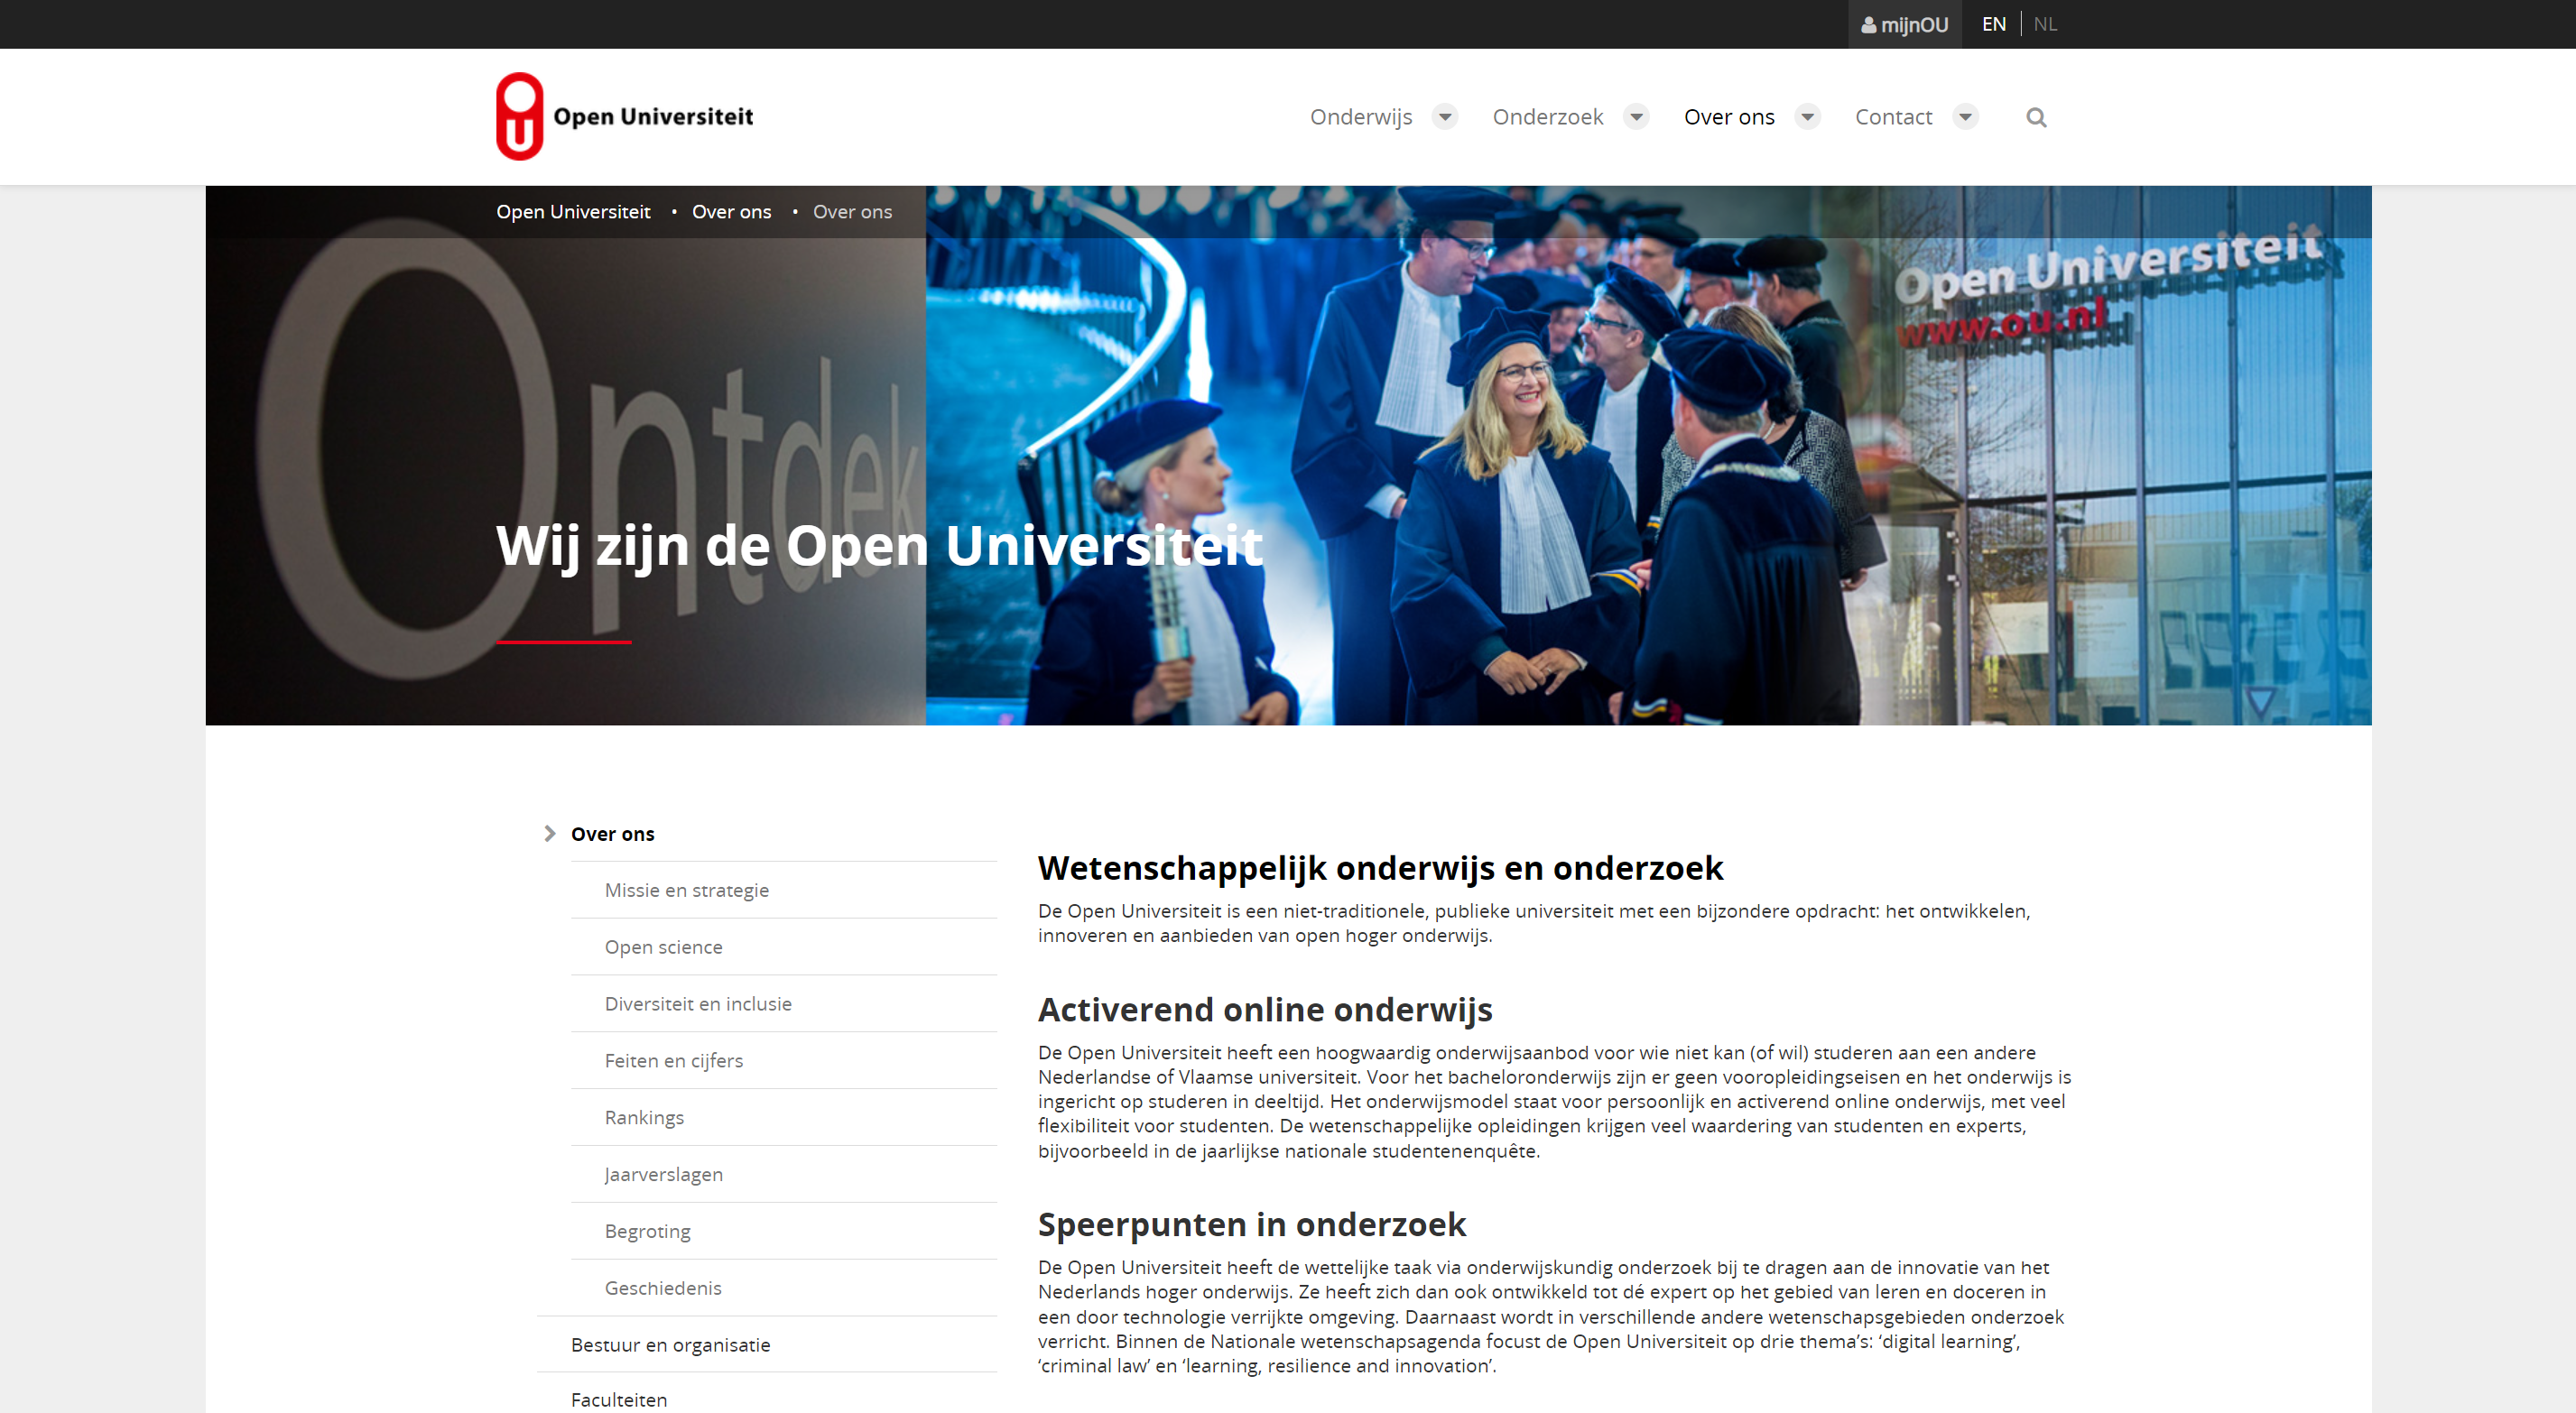 mijnOU EN NL
Open Universiteit Onderwijs Onderzoek Over ons Contact
Open Universiteit • Over ons • Over ons
Ontdek
Open Universiteit
www.ou.nl
Wij zijn de Open Universiteit
Over ons
Missie en strategie
Open science
Diversiteit en inclusie
Feiten en cijfers
Rankings
Jaarverslagen
Begroting
Geschiedenis
Bestuur en organisatie
Faculteiten
Wetenschappelijk onderwijs en onderzoek
De Open Universiteit is een niet-traditionele, publieke universiteit met een bijzondere opdracht: het ontwikkelen,
innoveren en aanbieden van open hoger onderwijs.
Activerend online onderwijs
De Open Universiteit heeft een hoogwaardig onderwijsaanbod voor wie niet kan (of wil) studeren aan een andere
Nederlandse of Vlaamse universiteit. Voor het bacheloronderwijs zijn er geen vooropleidingseisen en het onderwijs is
ingericht op studeren in deeltijd. Het onderwijsmodel staat voor persoonlijk en activerend online onderwijs, met veel
flexibiliteit voor studenten. De wetenschappelijke opleidingen krijgen veel waardering van studenten en experts,
bijvoorbeeld in de jaarlijkse nationale studentenenquête.
Speerpunten in onderzoek
De Open Universiteit heeft de wettelijke taak via onderwijskundig onderzoek bij te dragen aan de innovatie van het
Nederlands hoger onderwijs. Ze heeft zich dan ook ontwikkeld tot dé expert op het gebied van leren en doceren in
een door technologie verrijkte omgeving. Daarnaast wordt in verschillende andere wetenschapsgebieden onderzoek
verricht. Binnen de Nationale wetenschapsagenda focust de Open Universiteit op drie thema’s: ‘digital learning’,
‘criminal law’ en ‘learning, resilience and innovation’.